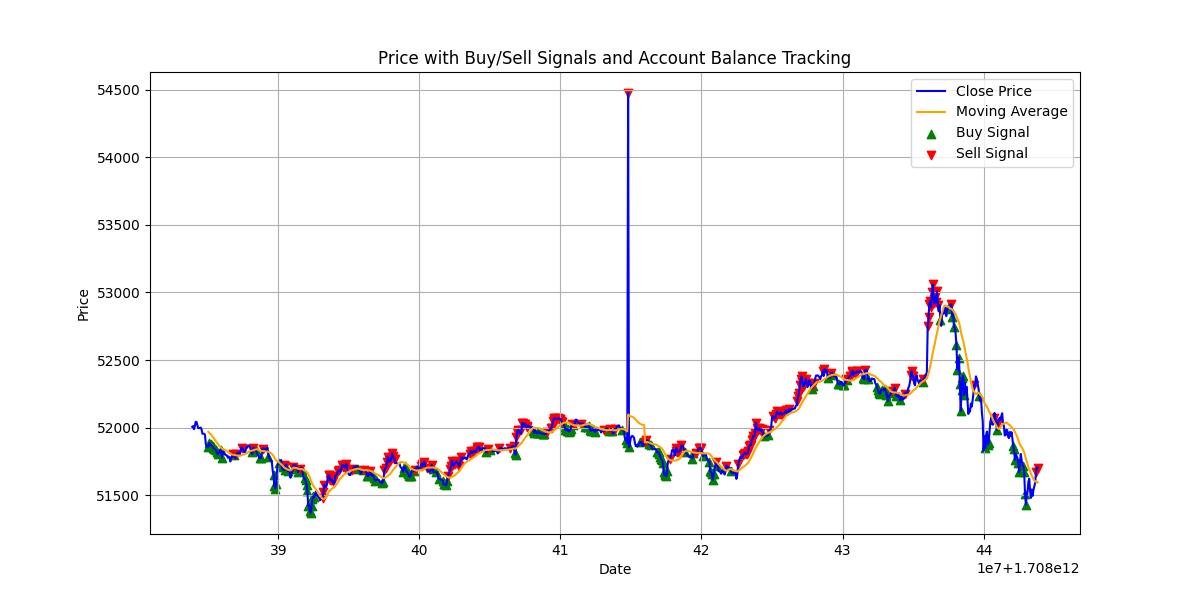 Price with Buy/Sell Signals and Account Balance Tracking
Close Price
Moving Average
Buy Signal
Sell Signal
54500
54000
53500
53000
52500
52000
51500
Price
39 40 41 42 43 44
Date
1e7+1.708e12